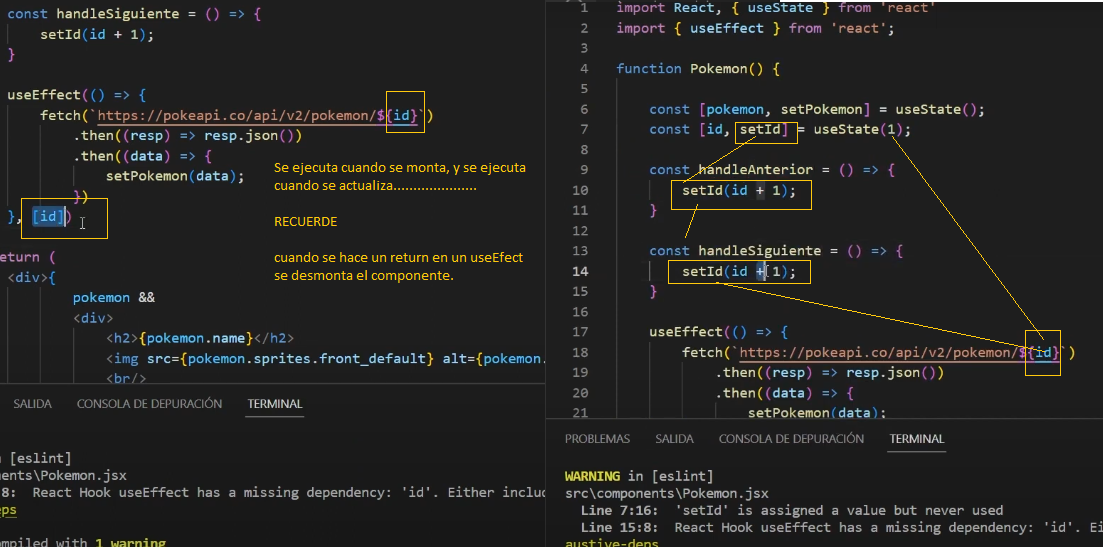 const handleSiguiente = () => {
setId(id + 1);
}
useEffect(() => {
fetch(`https://pokeapi.co/api/v2/pokemon/${id}`)
.then((resp) => resp.json())
.then((data) => {
setPokemon(data);
})
}, [id])
eturn (
<div>{
pokemon &&
<div>
<h2>{pokemon.name}</h2>
<img src={pokemon.sprites.front_default} alt={pokemon.
<br/>
Se ejecuta cuando se monta, y se ejecuta
cuando se actualiza.....................
RECUERDE
cuando se hace un return en un useEfect
se desmonta el componente.
SALIDA CONSOLA DE DEPURACIÓN TERMINAL
n [eslint]
ents\Pokemon.jsx
:8: React Hook useEffect has a missing dependency: 'id'. Either includ
eps
ompiled with 1 warning
1 import React, { useState } from 'react'
2 import { useEffect } from 'react';
3
4 function Pokemon() {
5
6 const [pokemon, setPokemon] = useState();
7 const [id, setId] = useState(1);
8
9 const handleAnterior = () => {
10 setId(id + 1);
11 }
12
13 const handleSiguiente = () => {
14 setId(id + 1);
15 }
16
17 useEffect(() => {
18 fetch(`https://pokeapi.co/api/v2/pokemon/${id}`)
19 .then((resp) => resp.json())
20 .then((data) => {
21 setPokemon(data);
PROBLEMAS SALIDA CONSOLA DE DEPURACIÓN TERMINAL
WARNING in [eslint]
src\components\Pokemon.jsx
Line 7:16: 'setId' is assigned a value but never used
Line 15:8: React Hook useEffect has a missing dependency: 'id'. Ei
austive-deps